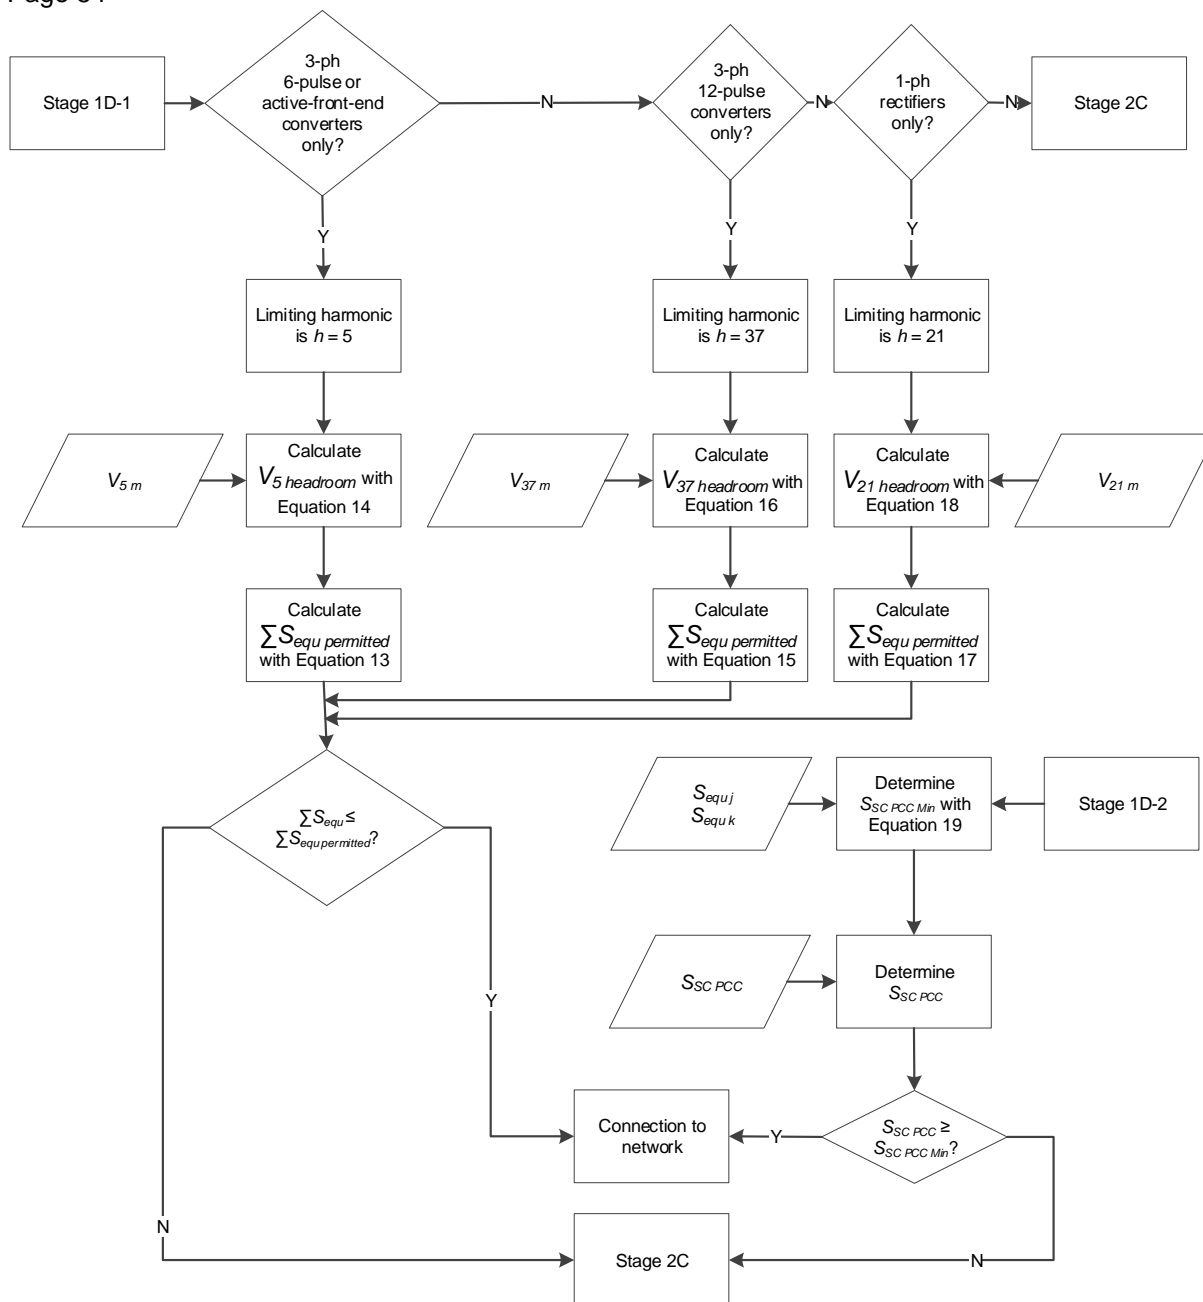 Stage 1D-1
3-ph
6-pulse or
active-front-end
converters
only?
N
3-ph
12-pulse
converters
only?
N
1-ph
rectifiers
only?
N
Stage 2C
Y
Y
Y
Limiting harmonic
is h = 5
Limiting harmonic
is h = 37
Limiting harmonic
is h = 21
V5 m
Calculate
V5 headroom with
Equation 14
V37 m
Calculate
V37 headroom with
Equation 16
Calculate
V21 headroom with
Equation 18
V21 m
Calculate
∑Sequ permitted
with Equation 13
Calculate
∑Sequ permitted
with Equation 15
Calculate
∑Sequ permitted
with Equation 17
∑Sequ ≤
∑Sequ permitted?
Sequ j
Sequ k
Determine
SSC PCC Min with
Equation 19
Stage 1D-2
SSC PCC
Determine
SSC PCC
Y
Connection to
network
Y
SSC PCC ≥
SSC PCC Min?
N
Stage 2C
N